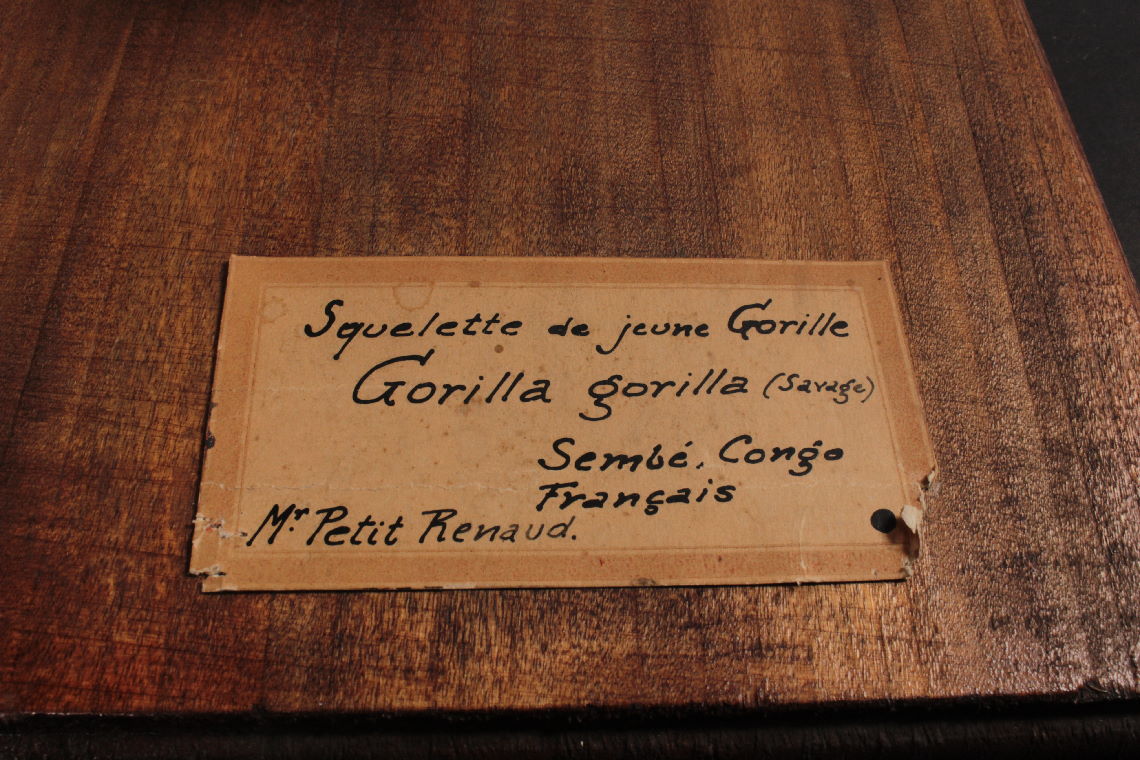 Squelette de jeune Gorille
Gorilla gorilla (Savage)
Sembé, Congo
Français
Mr Petit Renaud.